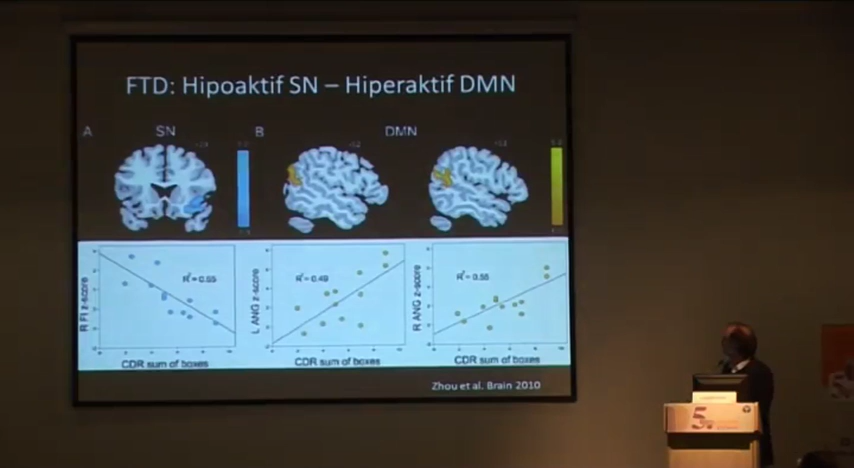 FTD: Hipoaktif SN – Hiperaktif DMN
A SN B DMN
R FI z-score
R²=0.65
CDR sum of boxes
L ANG z-score
R²=0.49
CDR sum of boxes
R ANG z-score
R²=0.55
CDR sum of boxes
Zhou et al. Brain 2010
5